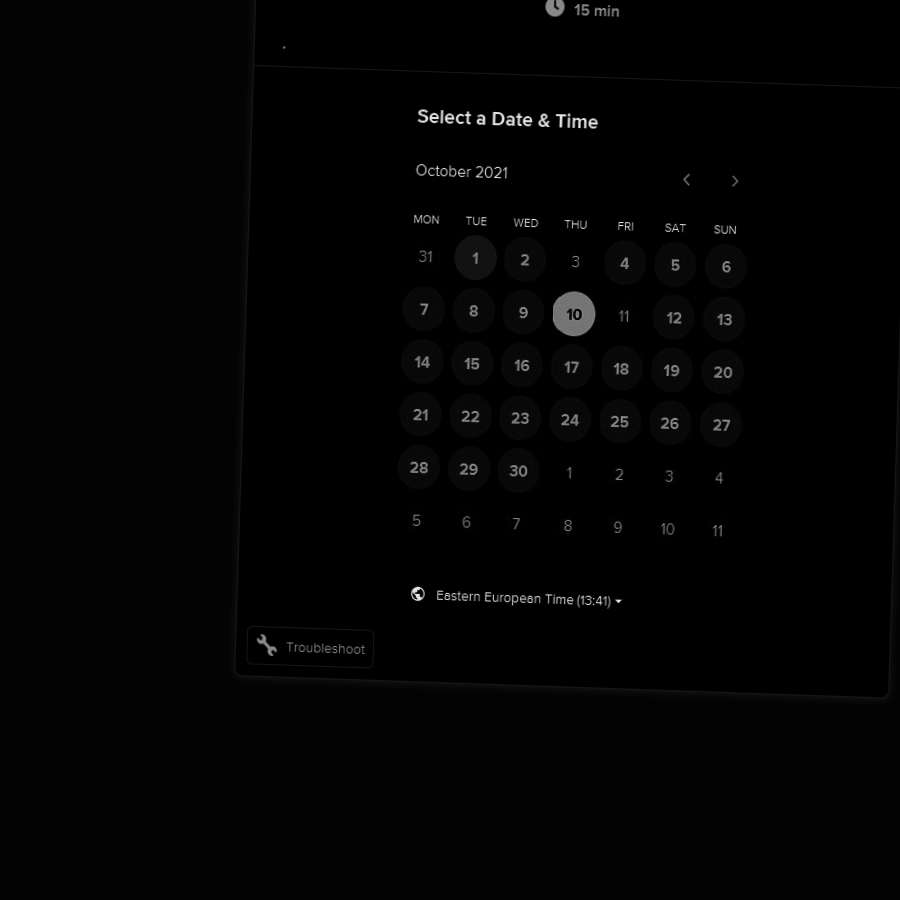 15 min
Select a Date & Time
October 2021
MON TUE WED THU FRI SAT SUN
31 1 2 3 4 5 6
7 8 9 10 11 12 13
14 15 16 17 18 19 20
21 22 23 24 25 26 27
28 29 30 1 2 3 4
5 6 7 8 9 10 11
Eastern European Time (13:41)
Troubleshoot